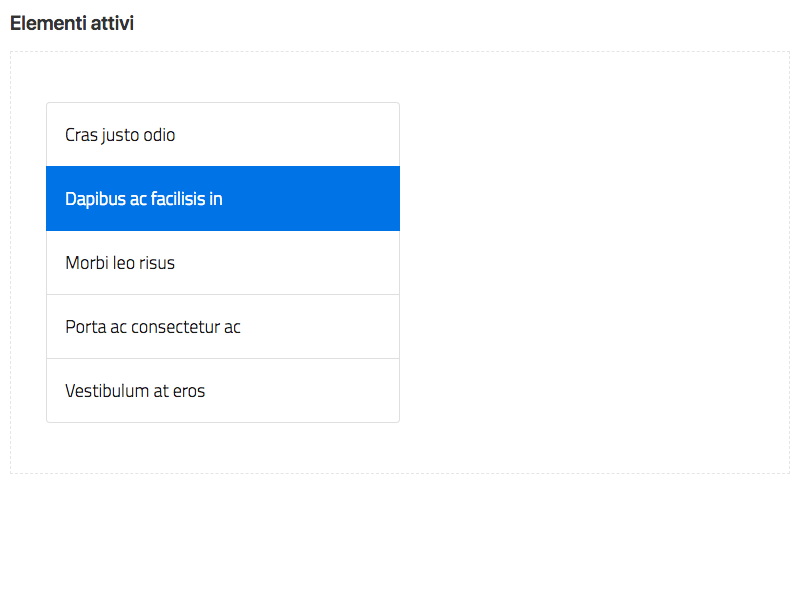 Elementi attivi
Cras justo odio
Dapibus ac facilisis in
Morbi leo risus
Porta ac consectetur ac
Vestibulum at eros